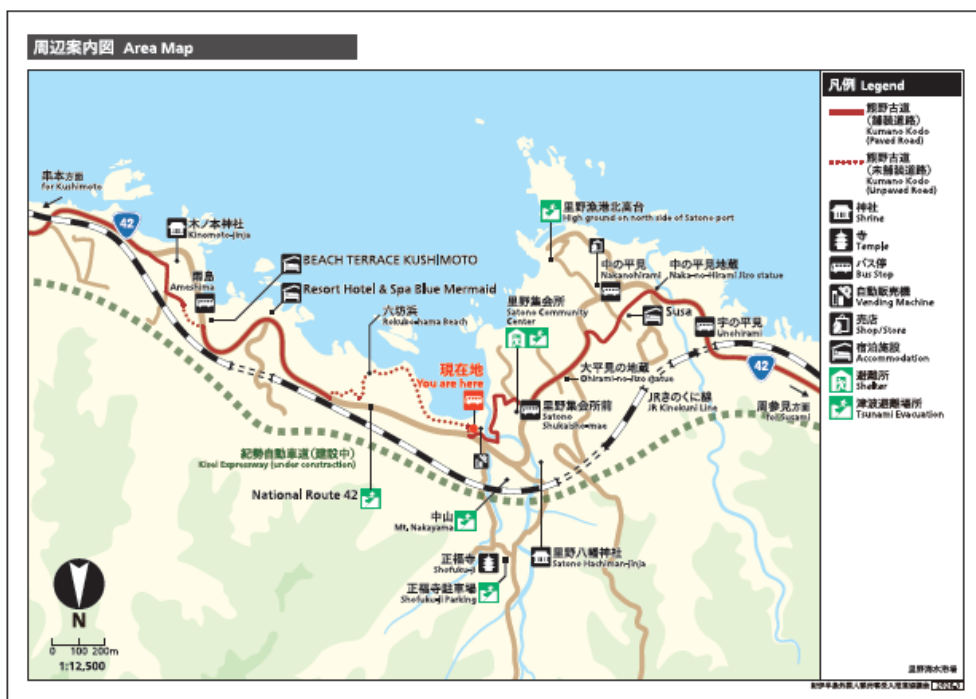 周辺案内図 Area Map
串本方面
for Kushimoto
42
木ノ本神社
Kinomoto-jinja
雨島
Ameshima
BEACH TERRACE KUSHIMOTO
Resort Hotel & Spa Blue Mermaid
六坊浜
Rokubo-hama Beach
現在地
You are here
里野漁港北高台
High ground on north side of Satono port
里野集会所
Satono Community
Center
中の平見
Nakanohirami
中の平見地蔵
Naka-no-Hirami Jizo statue
Susa
宇の平見
Unohirami
大平見の地蔵
Ohirami-no-Jizo statue
里野集会所前
Satono
Shukaisho-mae
JRきのくに線
JR Kinokuni Line
42
周参見方面
for Susami
紀勢自動車道(建設中)
Kisei Expressway (under construction)
National Route 42
中山
Mt. Nakayama
正福寺
Shofuku-ji
正福寺駐車場
Shofuku-ji Parking
里野八幡神社
Satono Hachiman-jinja
N
0 100 200m
1:12,500
凡例 Legend
熊野古道
(舗装道路)
Kumano Kodo
(Paved Road)
熊野古道
(未舗装道路)
Kumano Kodo
(Unpaved Road)
神社
Shrine
寺
Temple
バス停
Bus Stop
自動販売機
Vending Machine
売店
Shop/Store
宿泊施設
Accommodation
避難所
Shelter
津波避難場所
Tsunami Evacuation
里野海水浴場